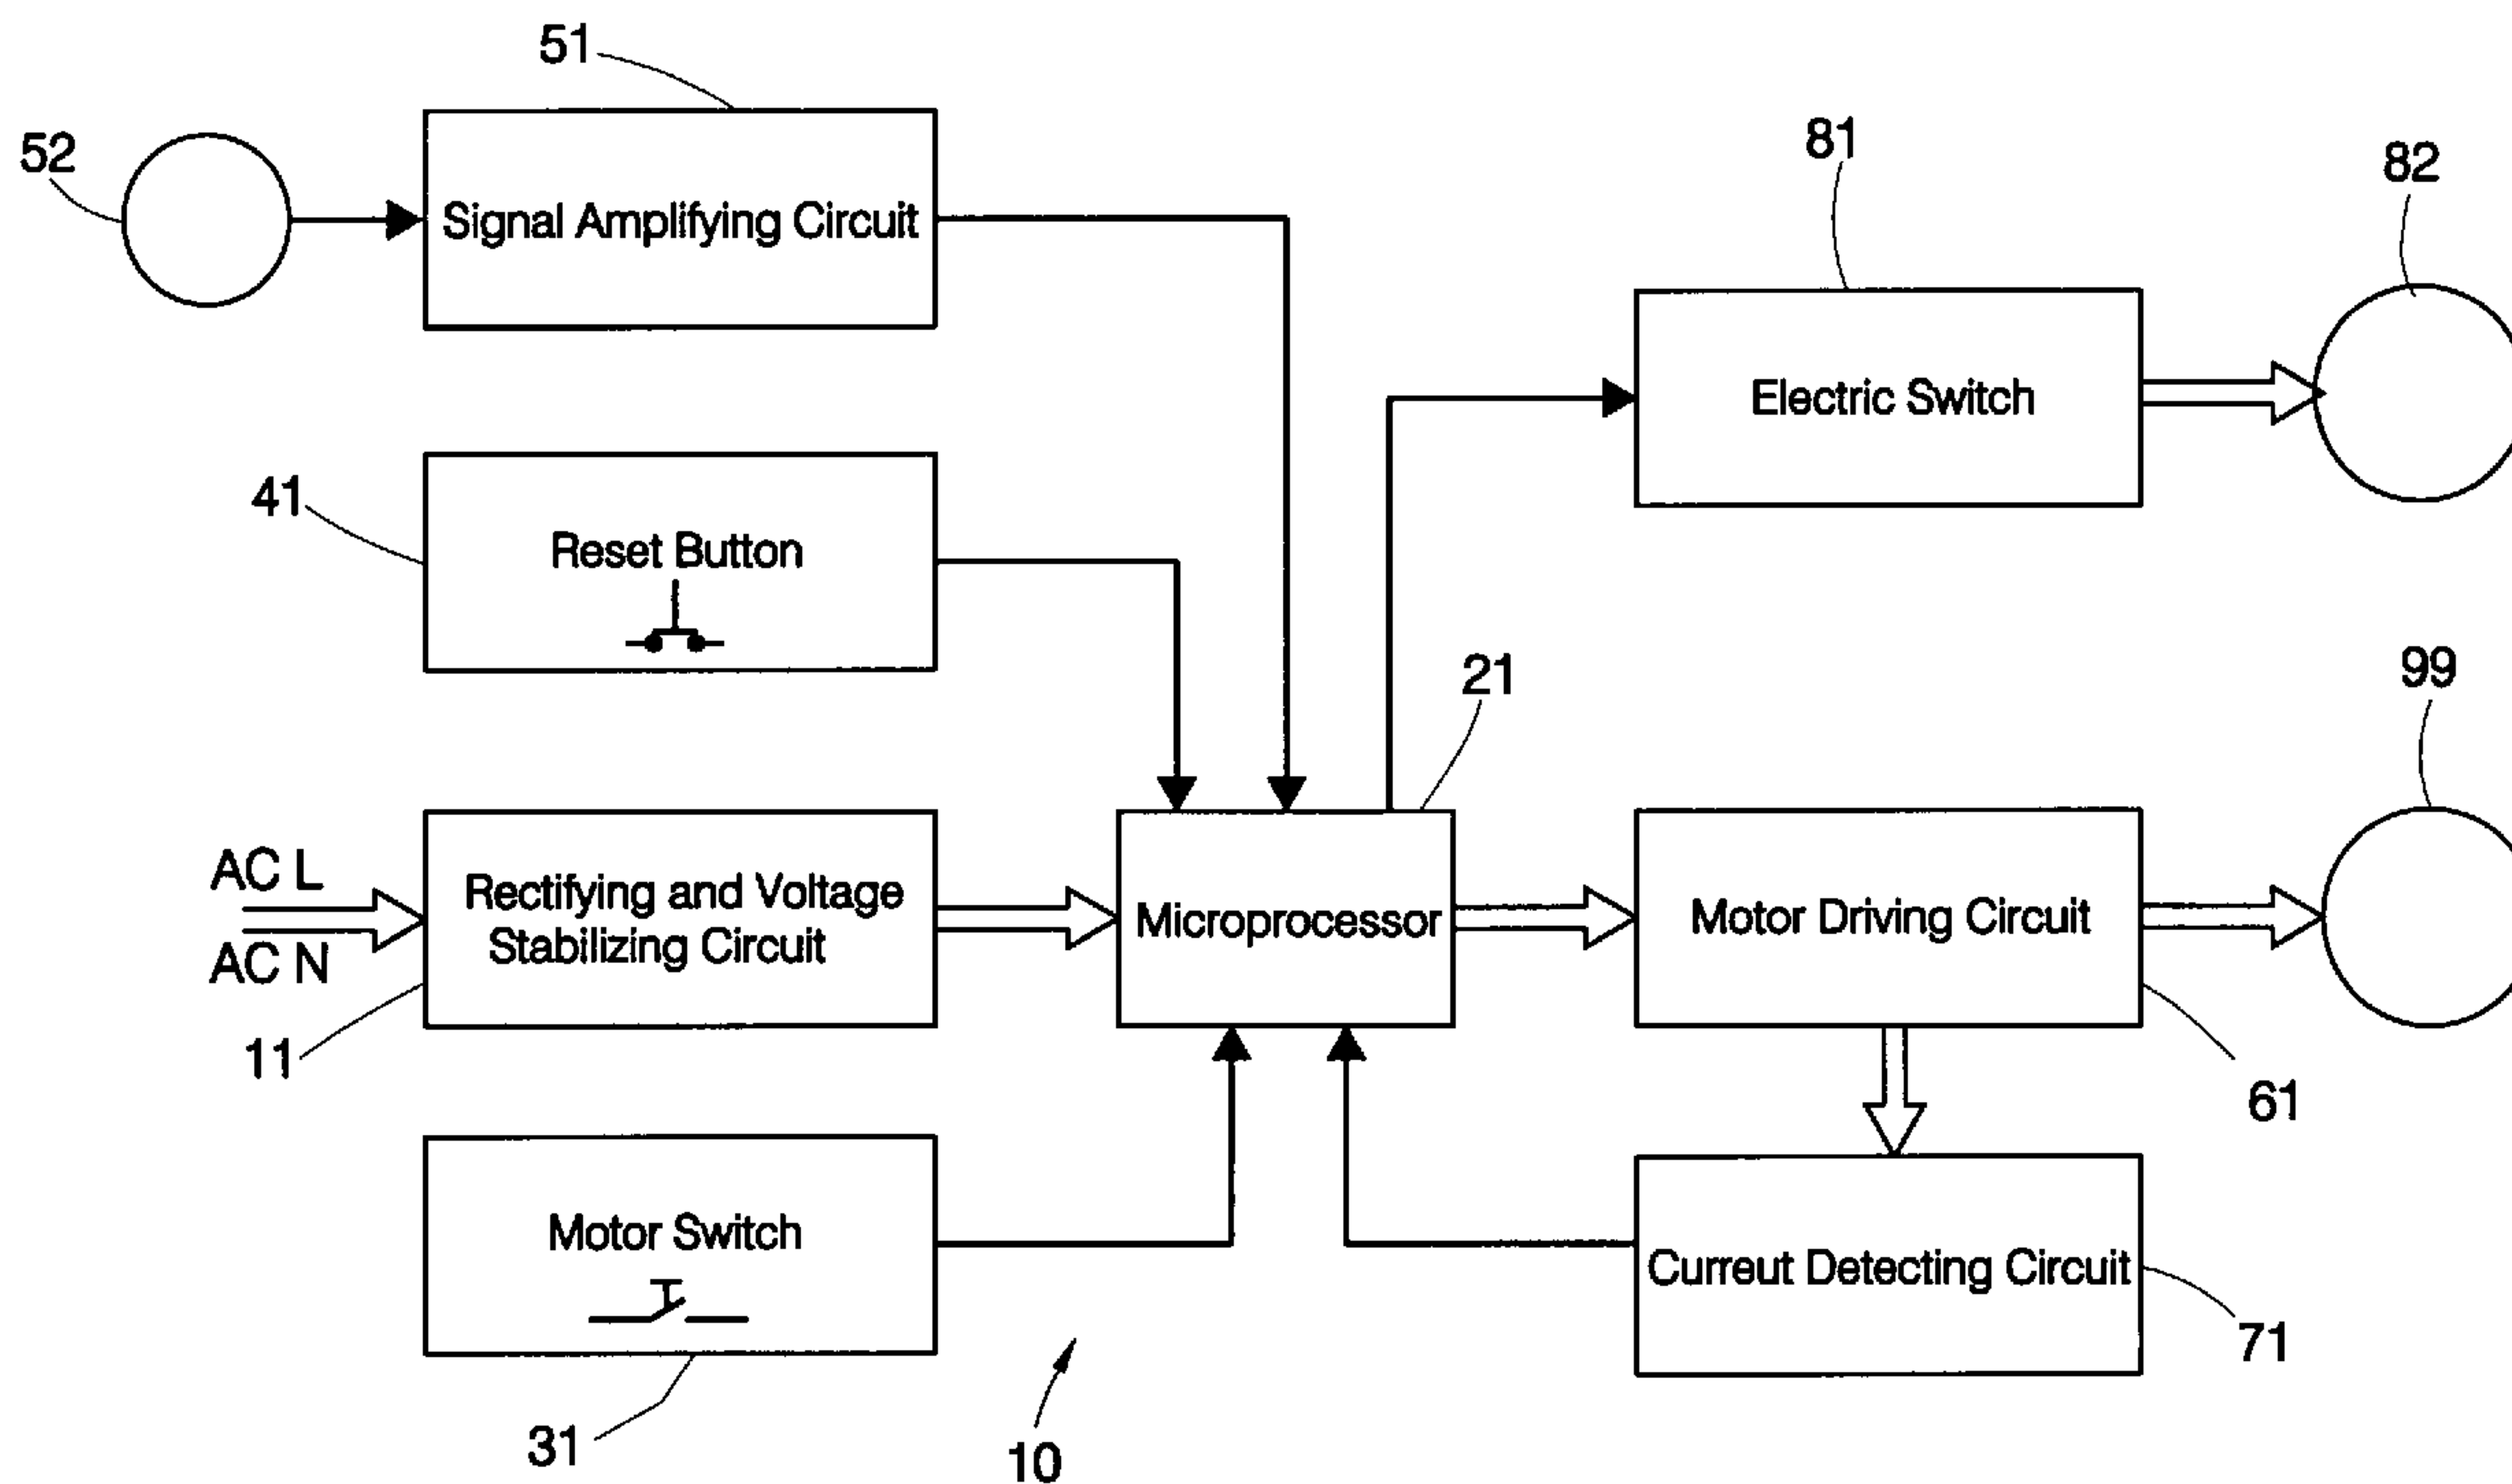 51
52
Signal Amplifying Circuit
81
82
Electric Switch
41
Reset Button
21
99
AC L
AC N
Rectifying and Voltage
Stabilizing Circuit
Microprocessor
Motor Driving Circuit
11
61
Motor Switch
Curreut Detecting Circuit
71
31
10